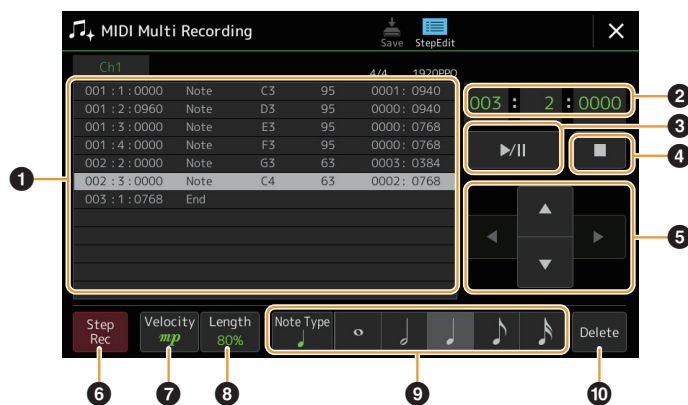 MIDI Multi Recording
Save StepEdit
Ch1 4/4 1920PPQ
001 : 1 : 0000 Note C3 95 0001 : 0940
001 : 2 : 0960 Note D3 95 0000 : 0940
001 : 3 : 0000 Note E3 95 0000 : 0768
001 : 4 : 0000 Note F3 95 0000 : 0768
002 : 2 : 0000 Note G3 63 0003 : 0384
002 : 3 : 0000 Note C4 63 0002 : 0768
003 : 1 : 0768 End
003 : 2 : 0000
1
2
3
4
5
Step Rec
Velocity mp
Length 80%
Note Type
Delete
6 7 8 9 10